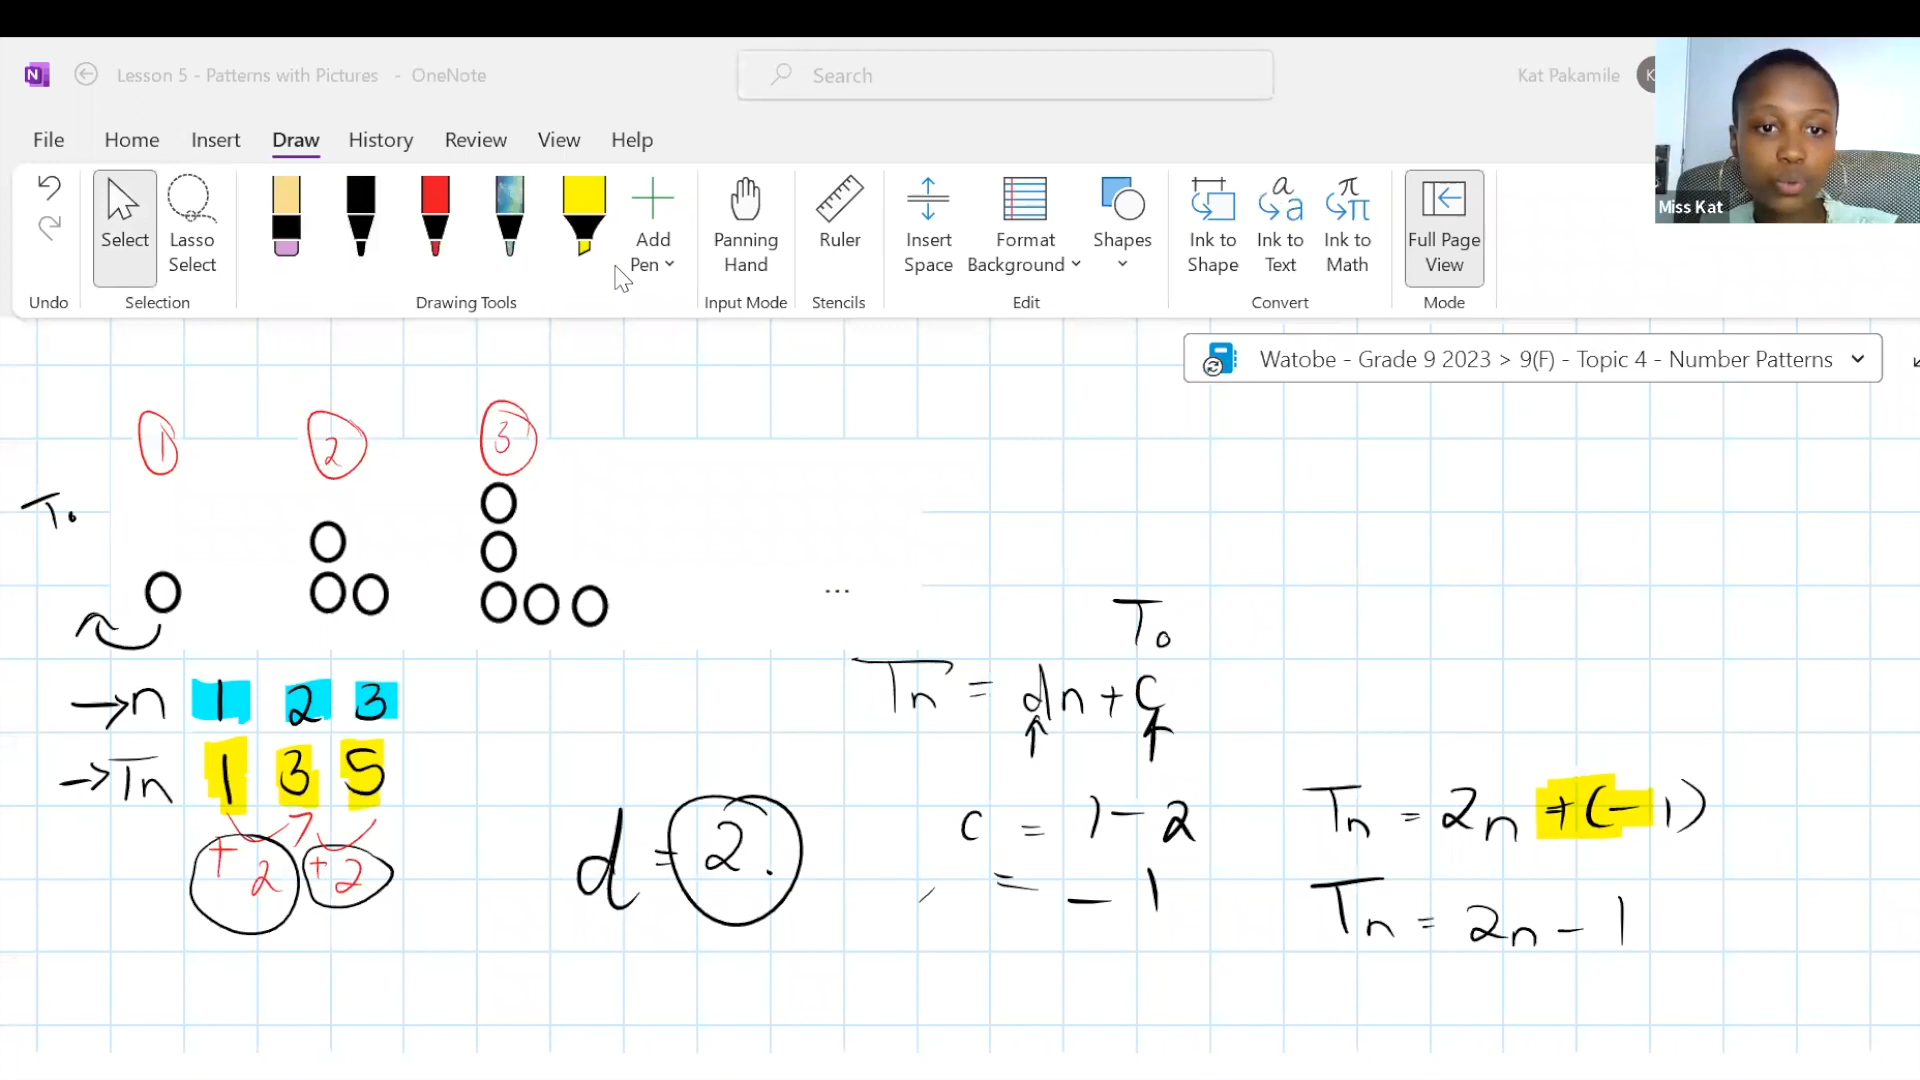 Lesson 5 - Patterns with Pictures - OneNote
Search
Kat Pakamile
K
Miss Kat
File Home Insert Draw History Review View Help
Select
Lasso Select
Add Pen
Panning Hand
Ruler
Insert Space
Format Background
Shapes
Ink to Shape
Ink to Text
Ink to Math
Full Page View
Undo Selection Drawing Tools Input Mode Stencils Edit Convert Mode
Watobe - Grade 9 2023 > 9(F) - Topic 4 - Number Patterns
1 2 3
T0
...
T0
→n 1 2 3
Tn = dn + c
→Tn 1 3 5
+2 +2
d = 2.
c = 1 - 2
= -1
Tn = 2n + (-1)
Tn = 2n - 1